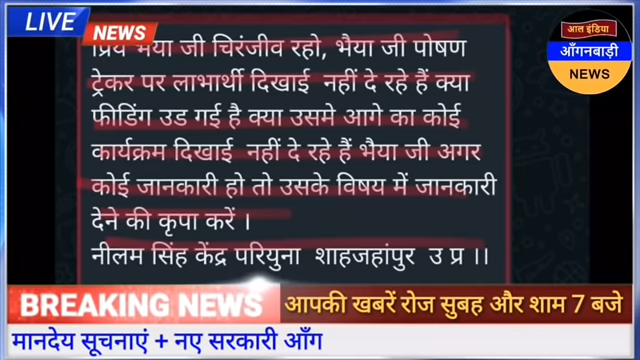 LIVE NEWS
आल इंडिया
आँगनबाड़ी
NEWS
प्रिय भैया जी चिरंजीव रहो, भैया जी पोषण
ट्रेकर पर लाभार्थी दिखाई नहीं दे रहे हैं क्या
फीडिंग उड गई है क्या उसमे आगे का कोई
कार्यक्रम दिखाई नहीं दे रहे हैं भैया जी अगर
कोई जानकारी हो तो उसके विषय में जानकारी
देने की कृपा करें ।
नीलम सिंह केंद्र परियुना शाहजहांपुर उ प्र ।।
BREAKING NEWS आपकी खबरें रोज सुबह और शाम 7 बजे
मानदेय सूचनाएं + नए सरकारी आँग